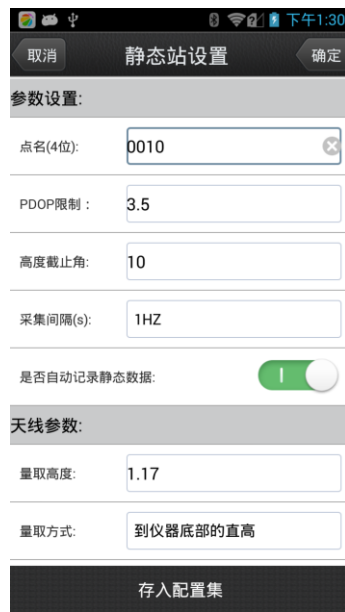 下午1:30
取消 静态站设置 确定
参数设置:
点名(4位): 0010
PDOP限制： 3.5
高度截止角: 10
采集间隔(s): 1HZ
是否自动记录静态数据:
天线参数:
量取高度: 1.17
量取方式: 到仪器底部的直高
存入配置集